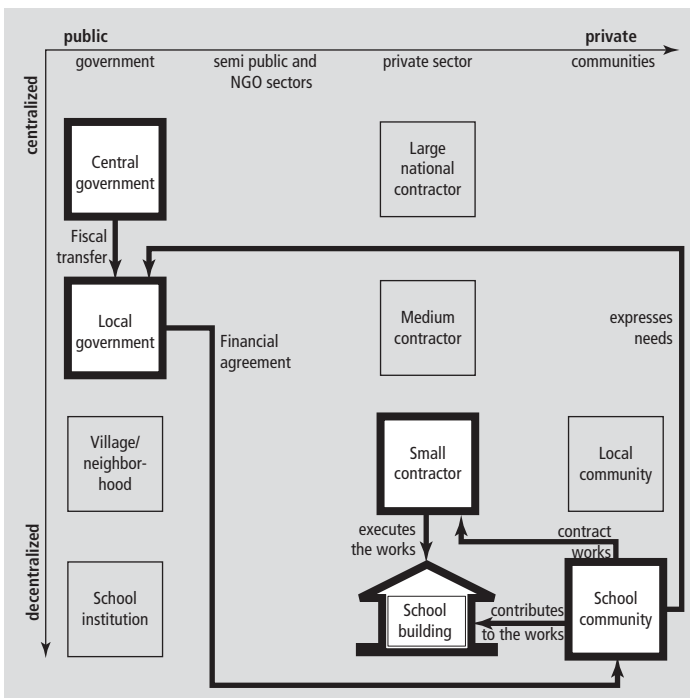 public
private
government
semi public and
NGO sectors
private sector
communities
centralized
Central
government
Large
national
contractor
Fiscal
transfer
Local
government
Financial
agreement
Medium
contractor
expresses
needs
Village/
neighbor-
hood
Small
contractor
Local
community
executes
the works
contract
works
decentralized
School
institution
School
building
contributes
to the works
School
community